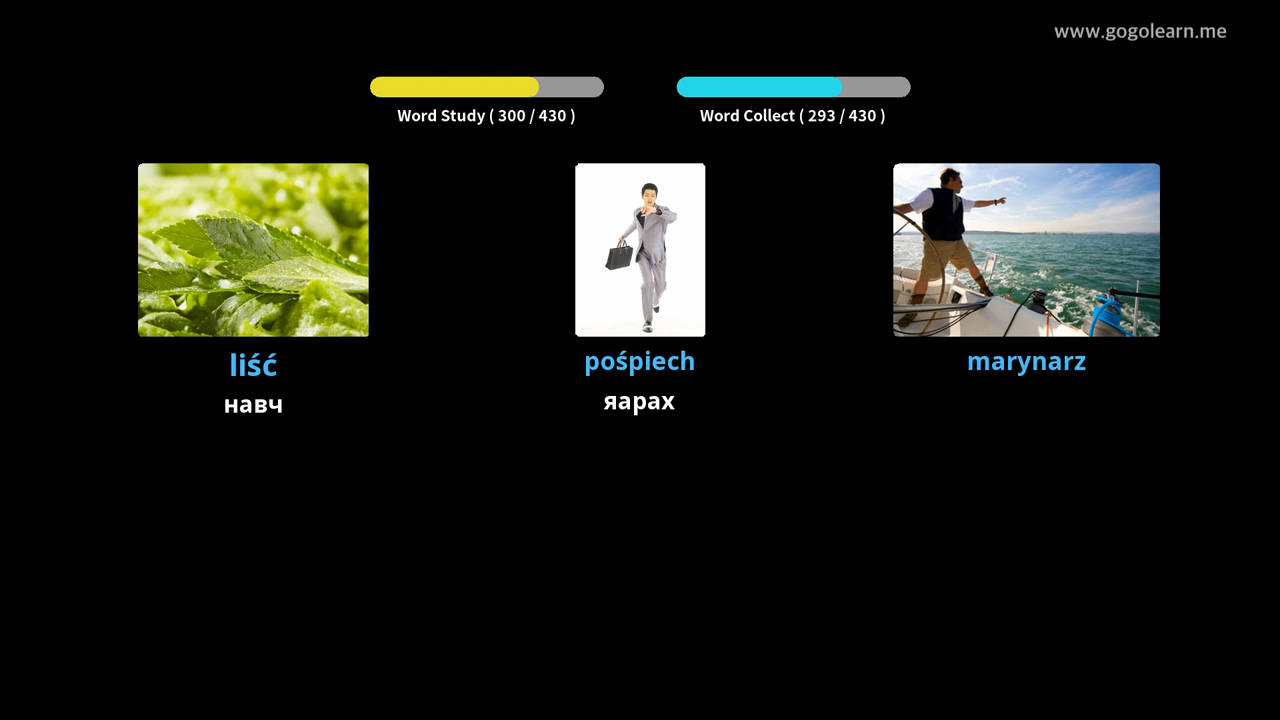 www.gogolearn.me
Word Study ( 300 / 430 )
Word Collect ( 293 / 430 )
liść
pośpiech
marynarz
навч
яарах